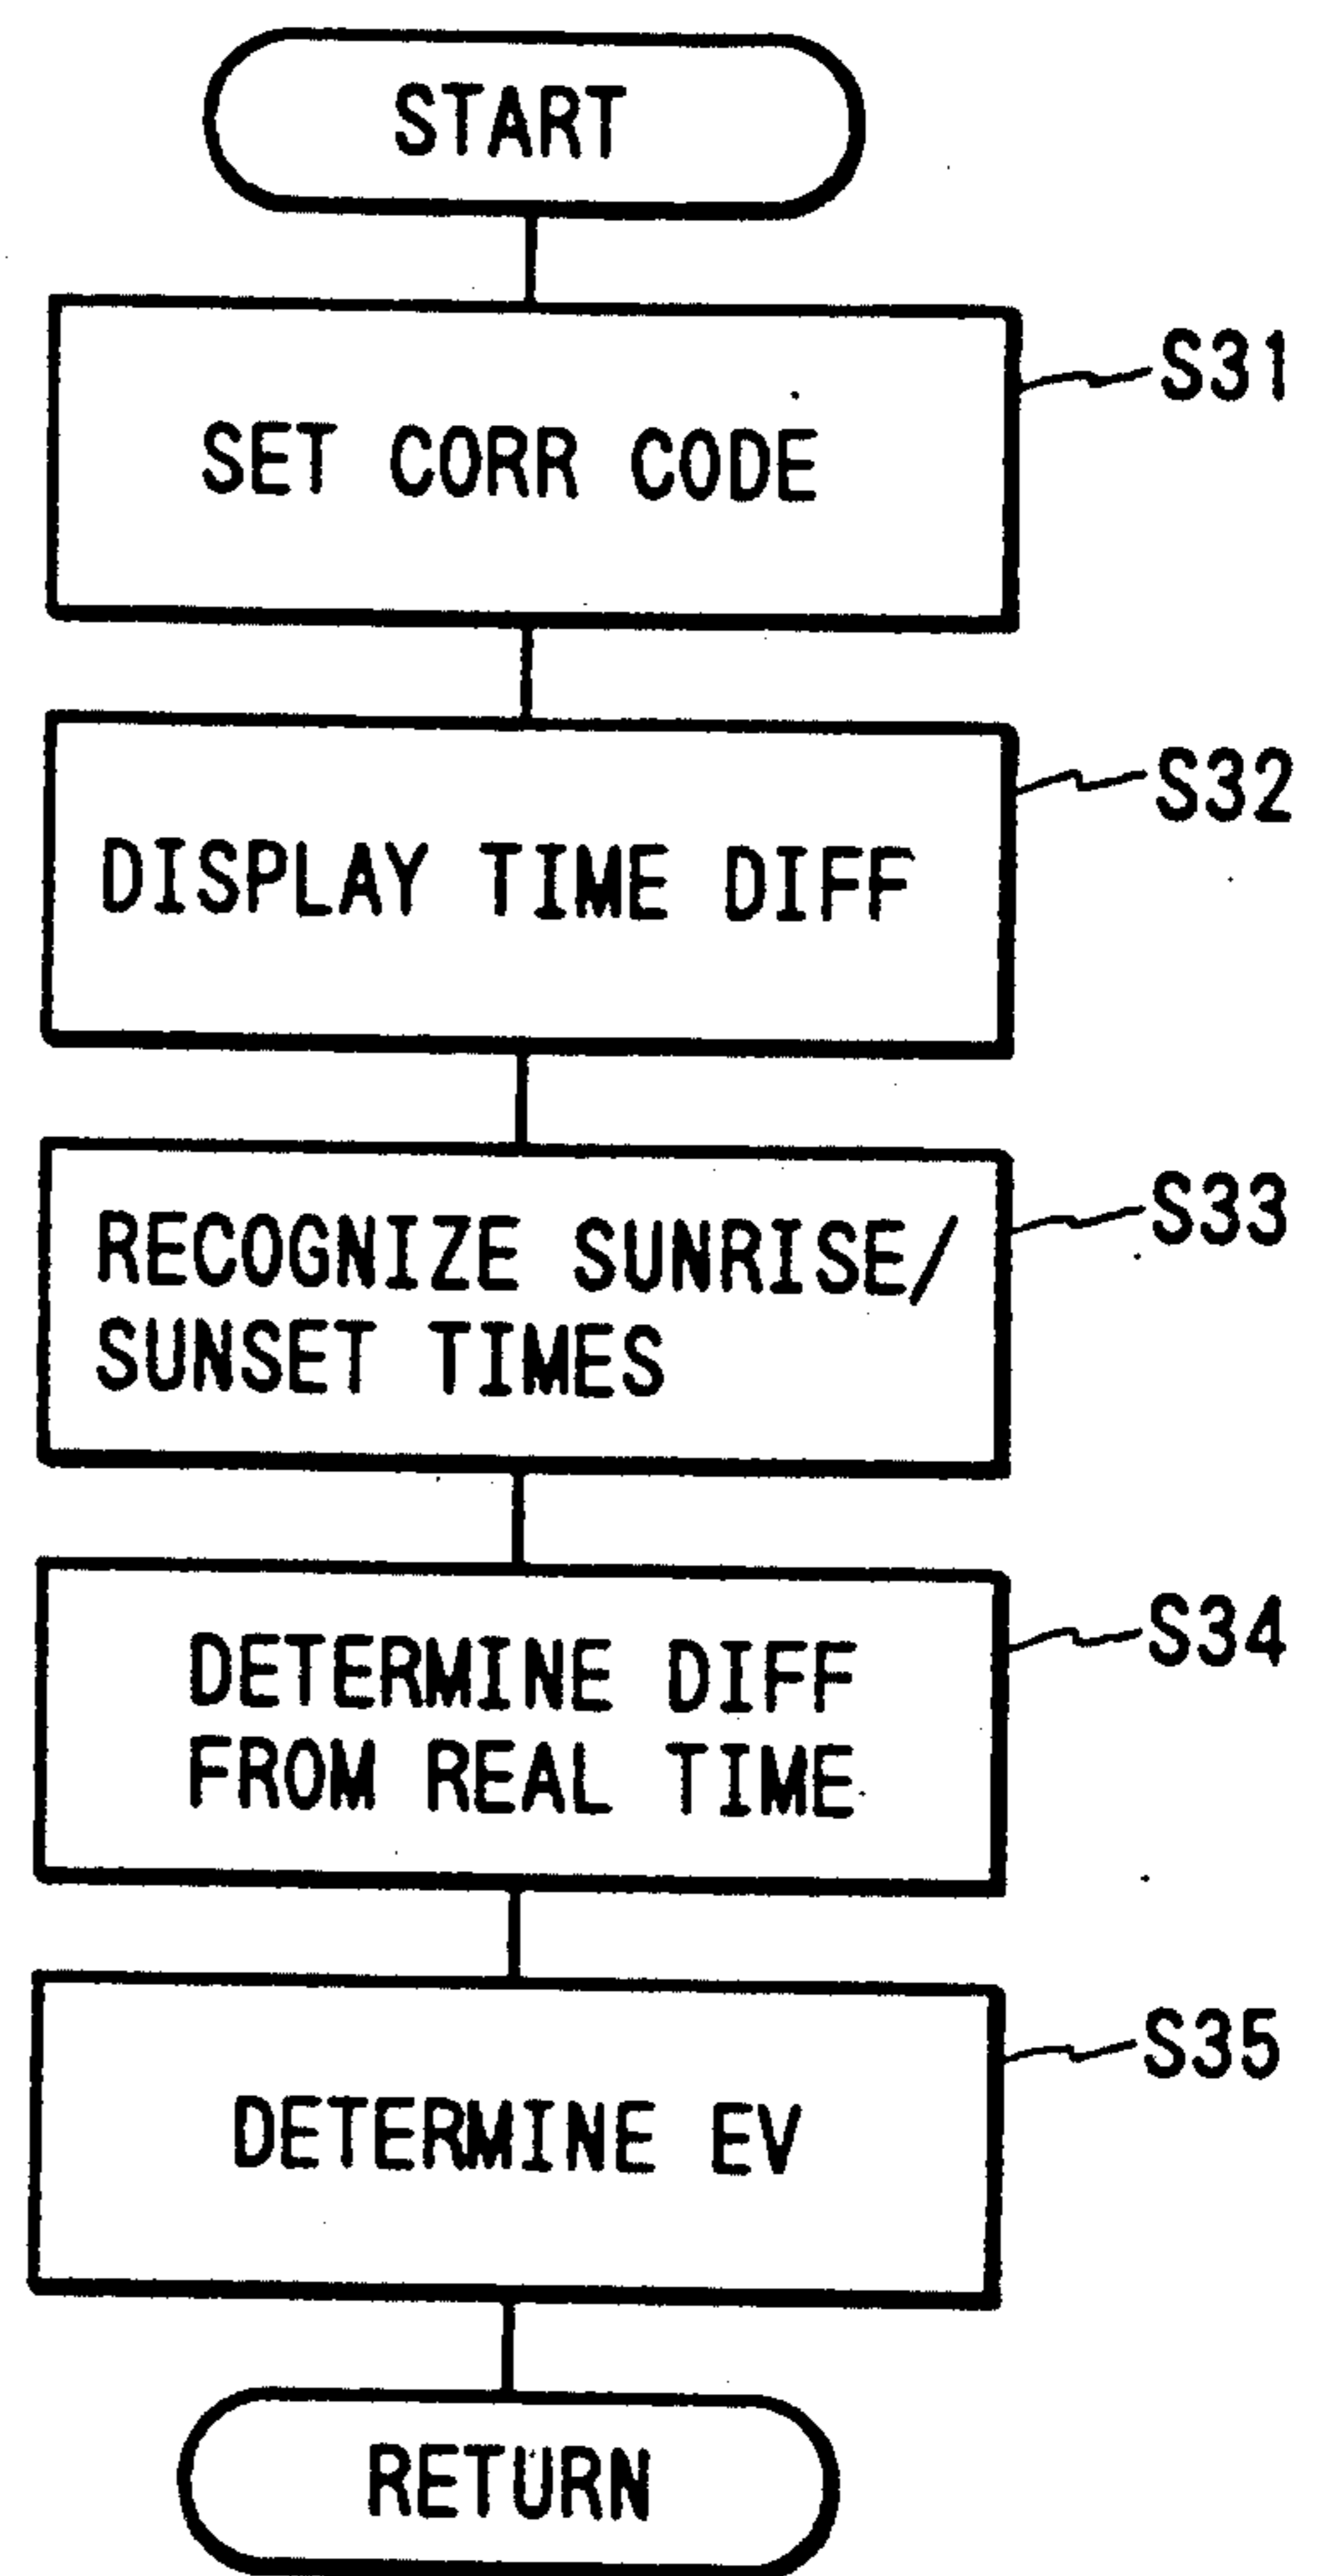 START
SET CORR CODE
S31
DISPLAY TIME DIFF
S32
RECOGNIZE SUNRISE/
SUNSET TIMES
S33
DETERMINE DIFF
FROM REAL TIME
S34
DETERMINE EV
S35
RETURN